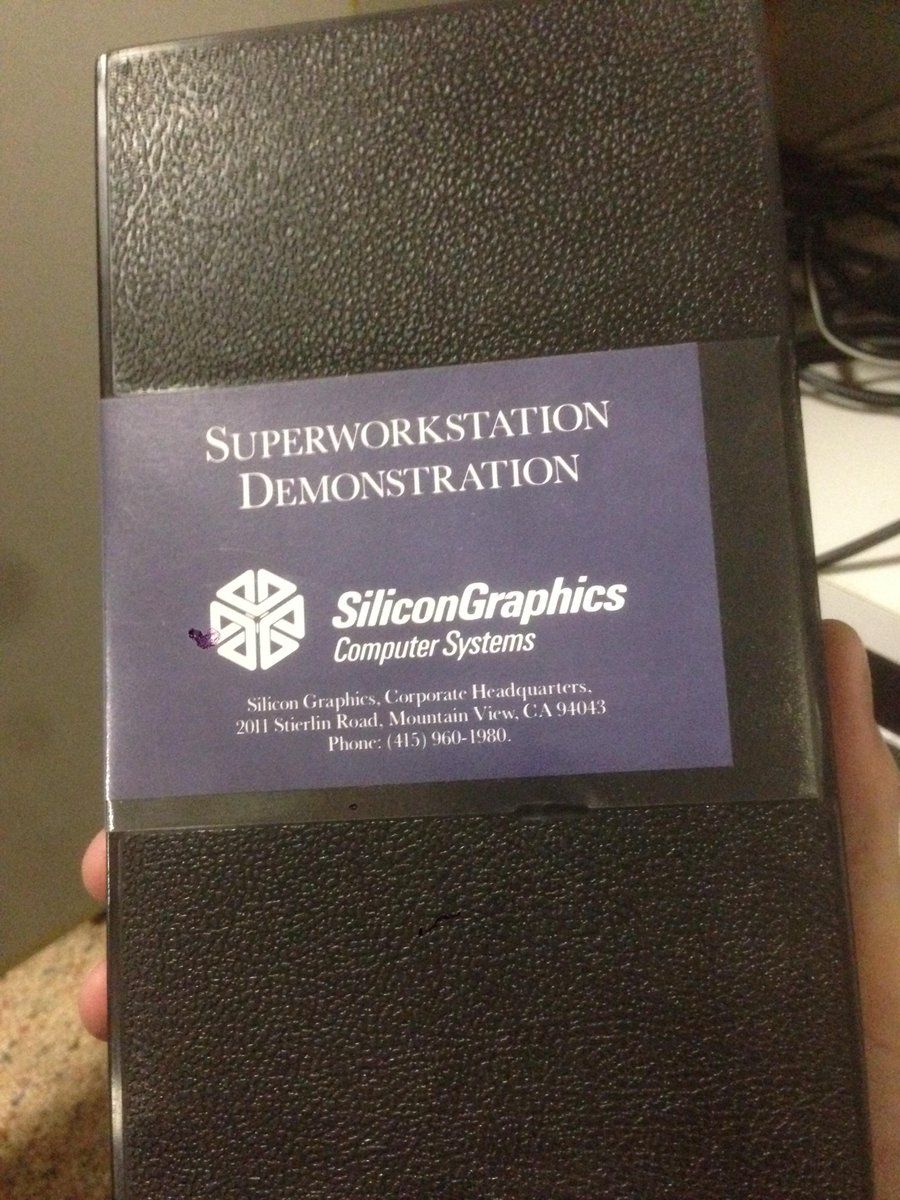 SUPERWORKSTATION
DEMONSTRATION
SiliconGraphics
Computer Systems
Silicon Graphics, Corporate Headquarters,
2011 Stierlin Road, Mountain View, CA 94043
Phone: (415) 960-1980.